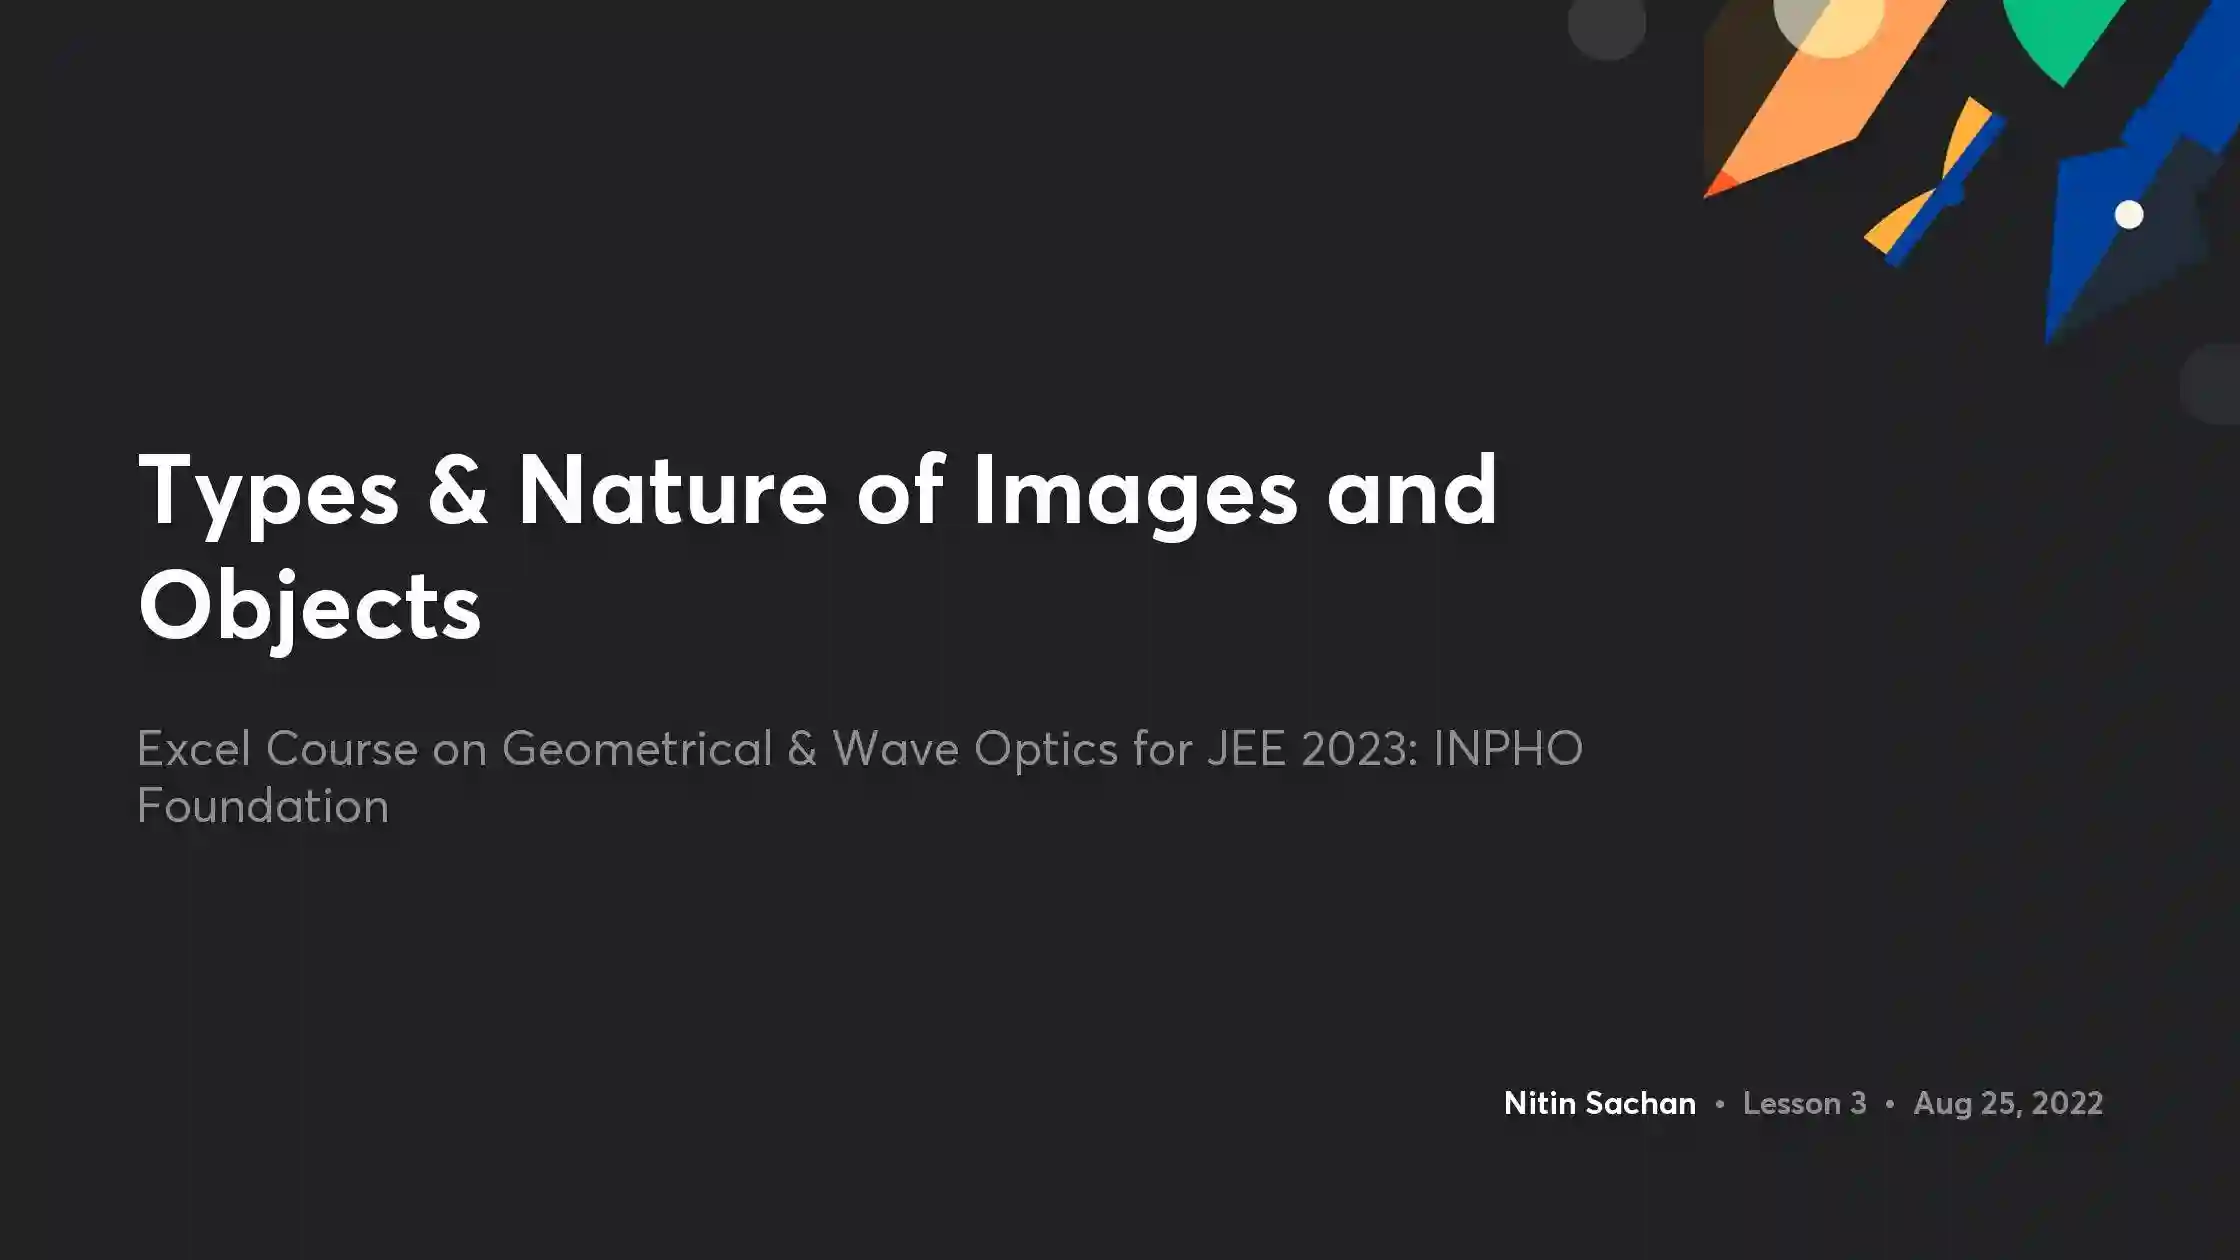 Types & Nature of Images and
Objects
Excel Course on Geometrical & Wave Optics for JEE 2023: INPHO
Foundation
Nitin Sachan • Lesson 3 • Aug 25, 2022